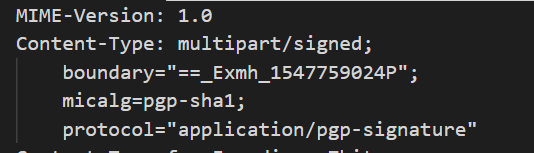 MIME-Version: 1.0
Content-Type: multipart/signed;
boundary="==_Exmh_1547759024P";
micalg=pgp-sha1;
protocol="application/pgp-signature"